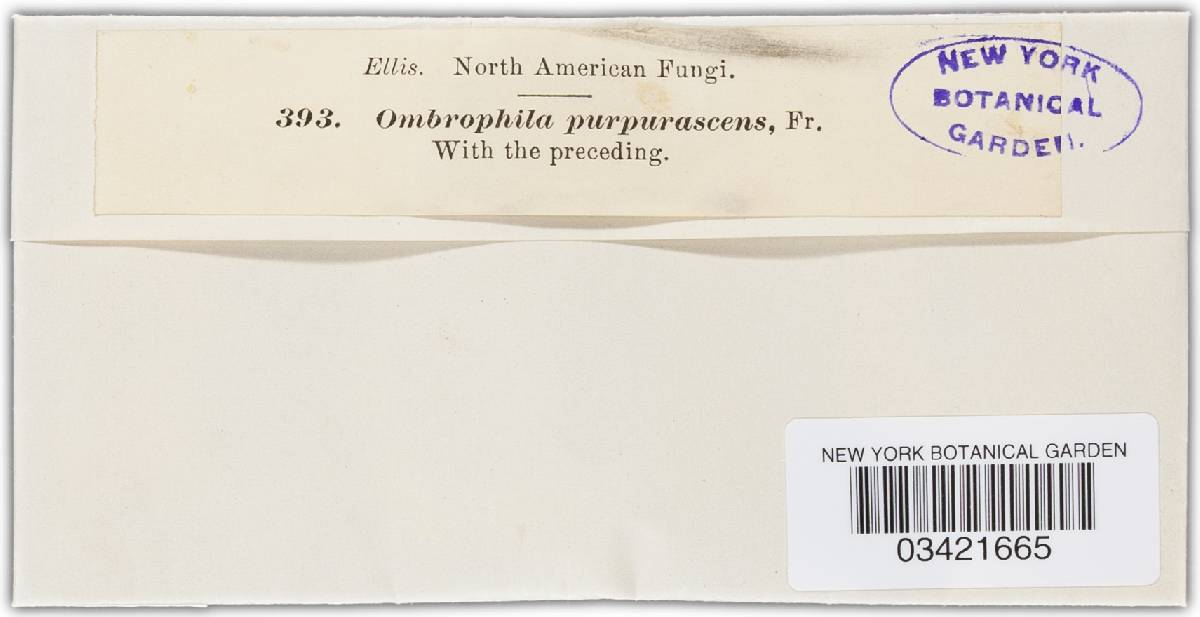 Ellis. North American Fungi.
393. Ombrophila purpurascens, Fr.
With the preceding.
NEW YORK
BOTANICAL
GARDEN.
NEW YORK BOTANICAL GARDEN
03421665